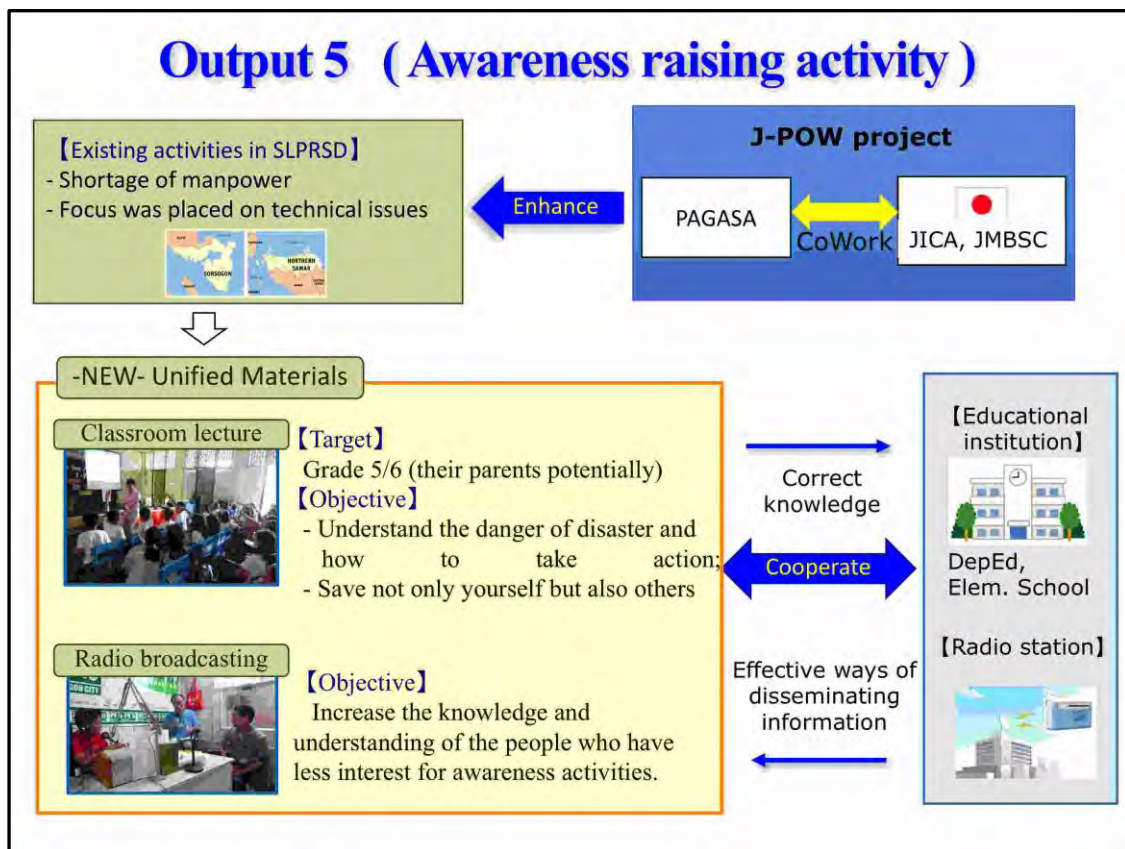 Output 5 ( Awareness raising activity )
【Existing activities in SLPRSD】
- Shortage of manpower
- Focus was placed on technical issues
SORSOGON
NORTHERN
SAMAR
Enhance
J-POW project
PAGASA
CoWork
JICA, JMBSC
-NEW- Unified Materials
Classroom lecture
【Target】
Grade 5/6 (their parents potentially)
【Objective】
- Understand the danger of disaster and
how to take action;
- Save not only yourself but also others
Radio broadcasting
【Objective】
Increase the knowledge and
understanding of the people who have
less interest for awareness activities.
Correct
knowledge
Cooperate
Effective ways of
disseminating
information
【Educational
institution】
DepEd,
Elem. School
【Radio station】